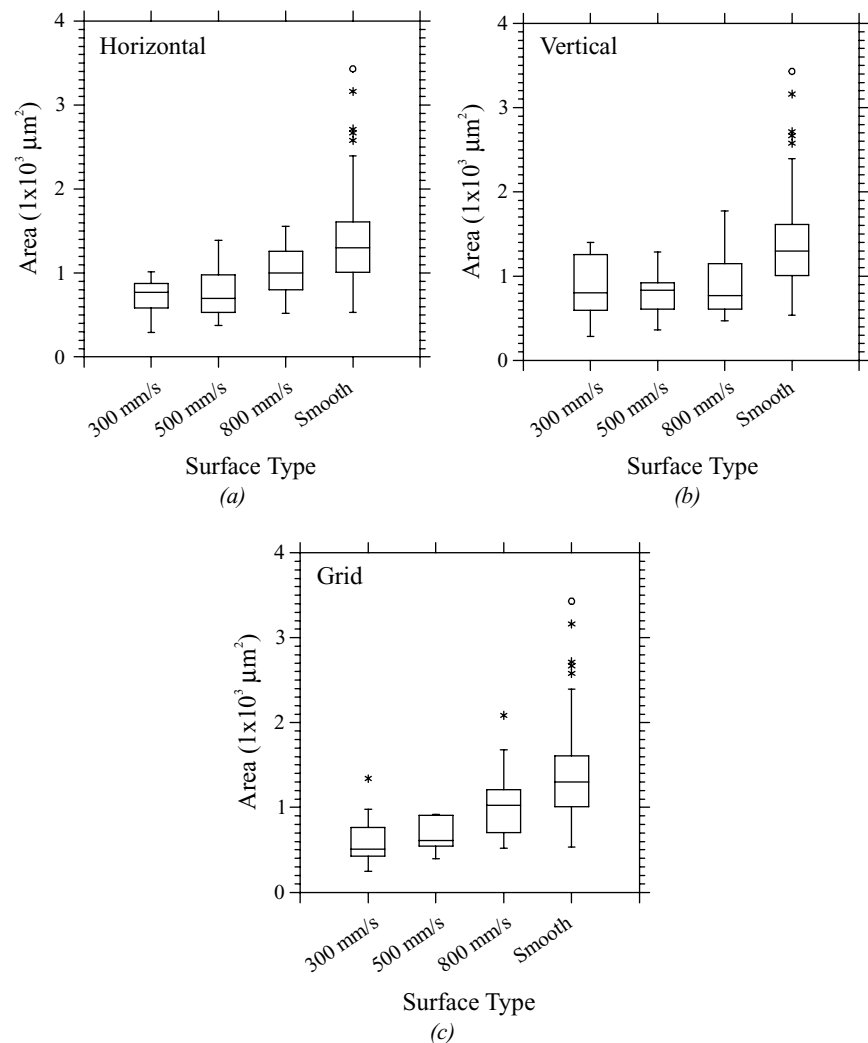 Horizontal
Area (1x10³ µm²)
4
3
2
1
0
300 mm/s
500 mm/s
800 mm/s
Smooth
Surface Type
(a)
Vertical
Area (1x10³ µm²)
4
3
2
1
0
300 mm/s
500 mm/s
800 mm/s
Smooth
Surface Type
(b)
Grid
Area (1x10³ µm²)
4
3
2
1
0
300 mm/s
500 mm/s
800 mm/s
Smooth
Surface Type
(c)